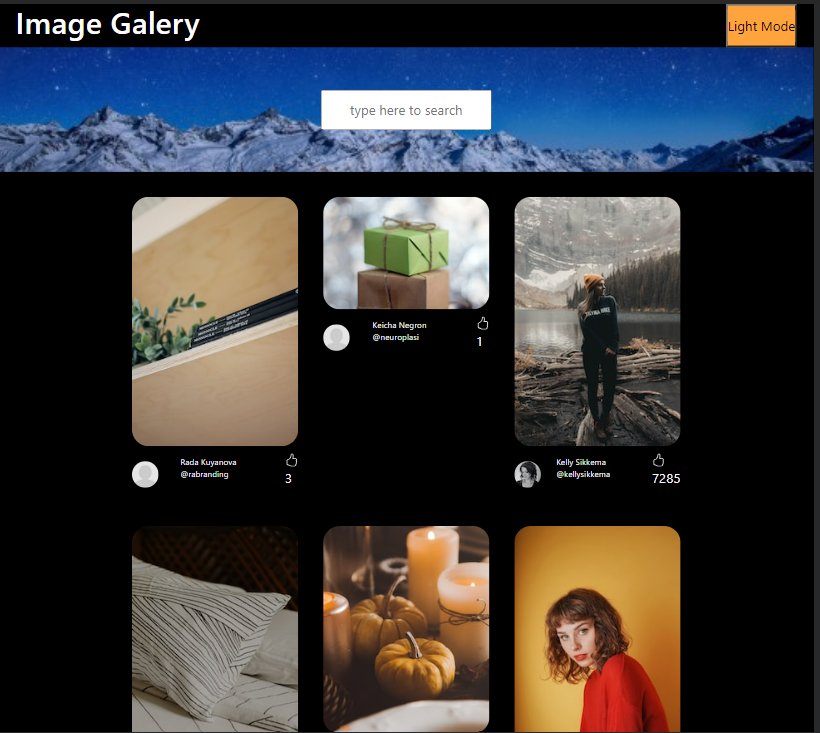 Image Galery
Light Mode
type here to search
Rada Kuyanova
@rabranding
3
Keicha Negron
@neuroplasi
1
Kelly Sikkema
@kellysikkema
7285